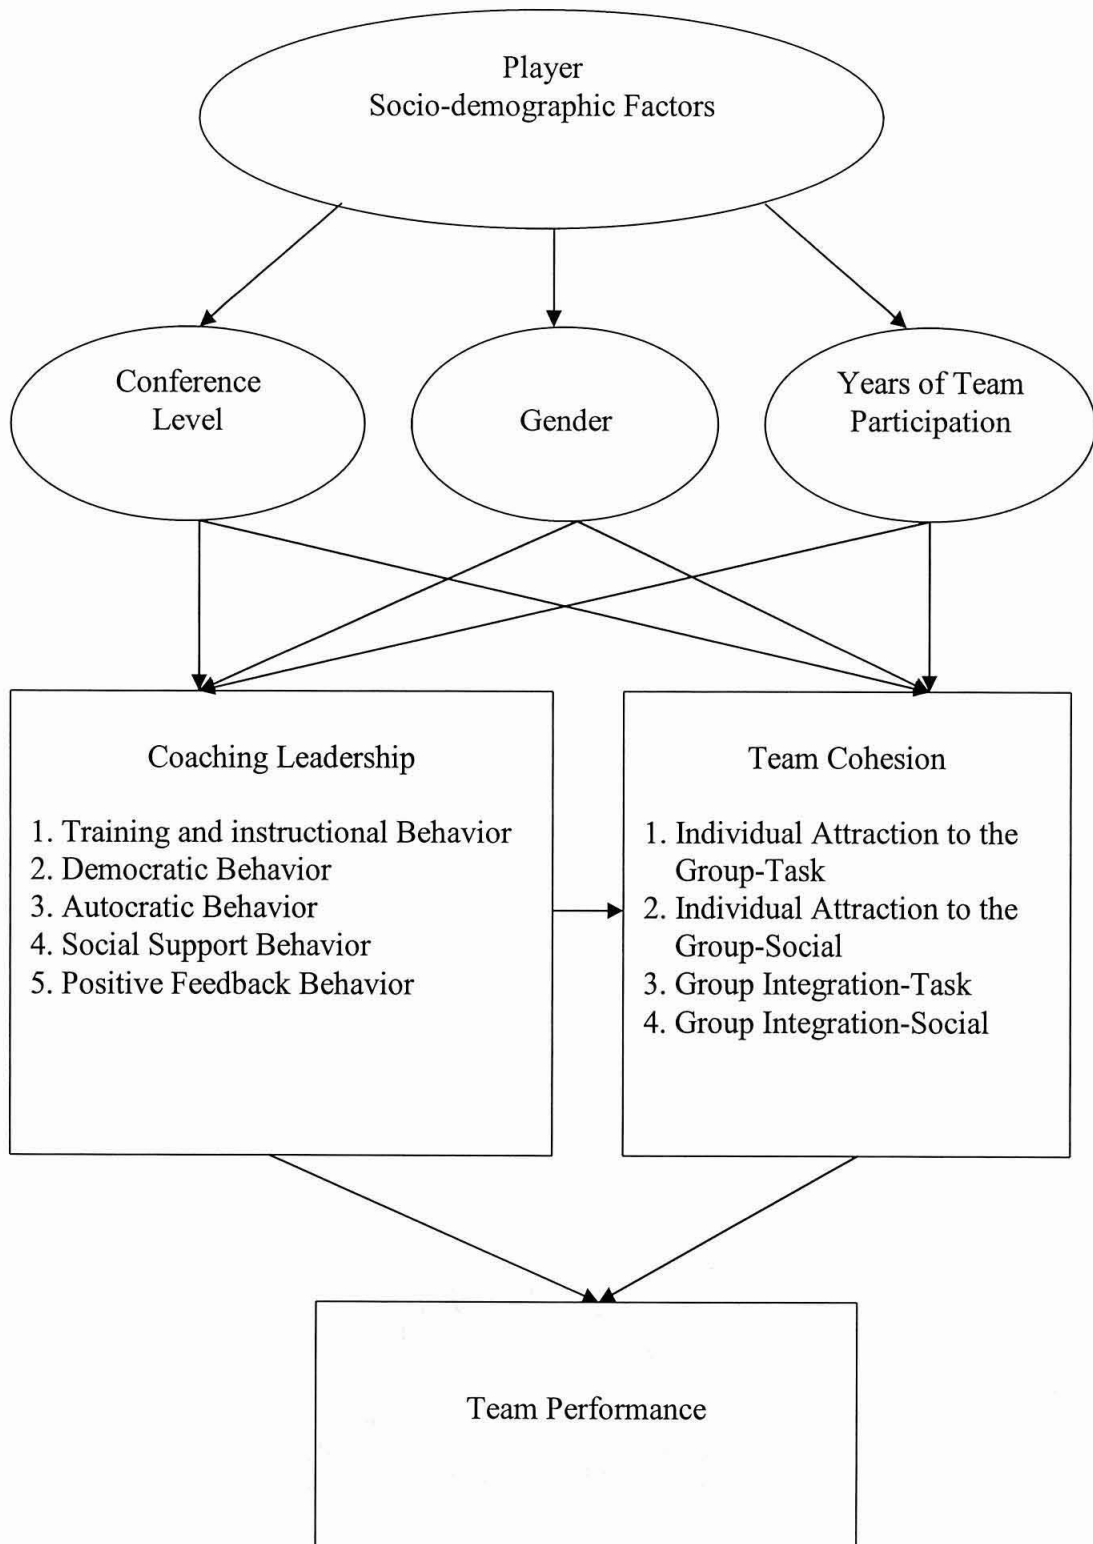 Player
Socio-demographic Factors
Conference
Level
Gender
Years of Team
Participation
Coaching Leadership
1. Training and instructional Behavior
2. Democratic Behavior
3. Autocratic Behavior
4. Social Support Behavior
5. Positive Feedback Behavior
Team Cohesion
1. Individual Attraction to the
Group-Task
2. Individual Attraction to the
Group-Social
3. Group Integration-Task
4. Group Integration-Social
Team Performance